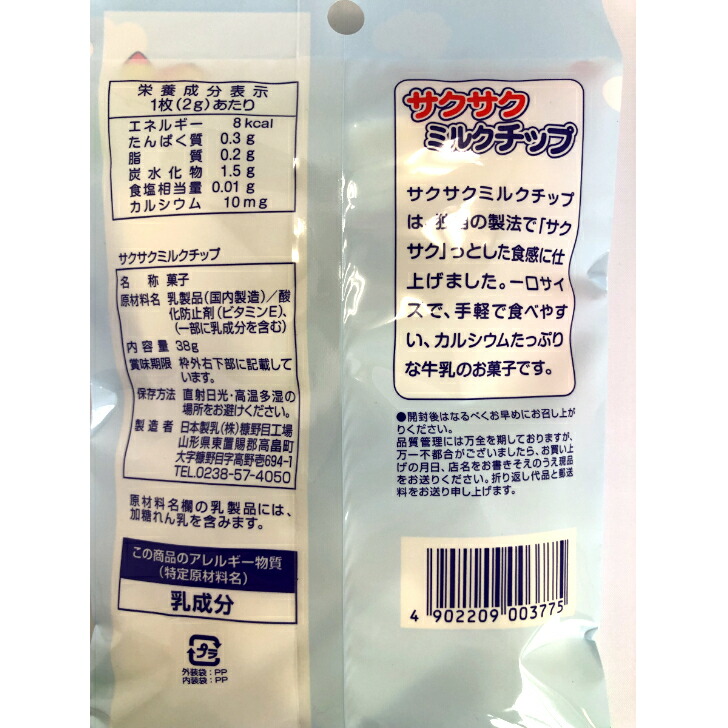 栄養成分表示
1枚(2g)あたり
エネルギー 8kcal
たんぱく質 0.3g
脂質 0.2g
炭水化物 1.5g
食塩相当量 0.01g
カルシウム 10mg
サクサクミルクチップ
名称 菓子
原材料名 乳製品(国内製造)／酸
化防止剤(ビタミンE)、
(一部に乳成分を含む)
内容量 38g
賞味期限 枠外右下部に記載して
います。
保存方法 直射日光・高温多湿の
場所をお避けください。
製造者 日本製乳(株)糠野目工場
山形県東置賜郡高畠町
大字糠野目字高野壱694-1
TEL.0238-57-4050
原材料名欄の乳製品には、
加糖れん乳を含みます。
この商品のアレルギー物質
(特定原材料名)
乳成分
プラ
外装袋:PP
内装袋:PP
サクサク
ミルクチップ
サクサクミルクチップ
は、独自の製法で「サク
サク」っとした食感に仕
上げました。一口サイ
ズで、手軽で食べやす
い、カルシウムたっぷり
な牛乳のお菓子です。
●開封後はなるべくお早めにお召し上が
りください。
品質管理には万全を期しておりますが、
万一不都合がございましたら、お買い上
げの月日、店名をお書きそえのうえ現品
をお送りください。折り返し代品と郵送
料をお送り申し上げます。
4 902209 003775